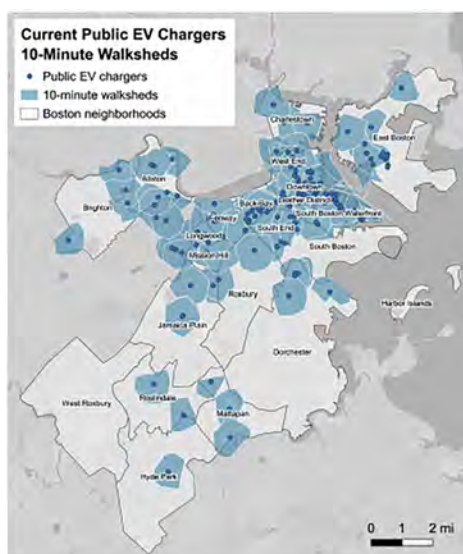 Current Public EV Chargers
10-Minute Walksheds
Public EV chargers
10-minute walksheds
Boston neighborhoods
Charlestown
East Boston
West End
Allston
Downtown
Brighton
Back Bay
Leather District
Fenway
South Boston Waterfront
Longwood
South End
South Boston
Mission Hill
Roxbury
Harbor Islands
Jamaica Plain
Dorchester
West Roxbury
Roslindale
Mattapan
Hyde Park
0 1 2 mi